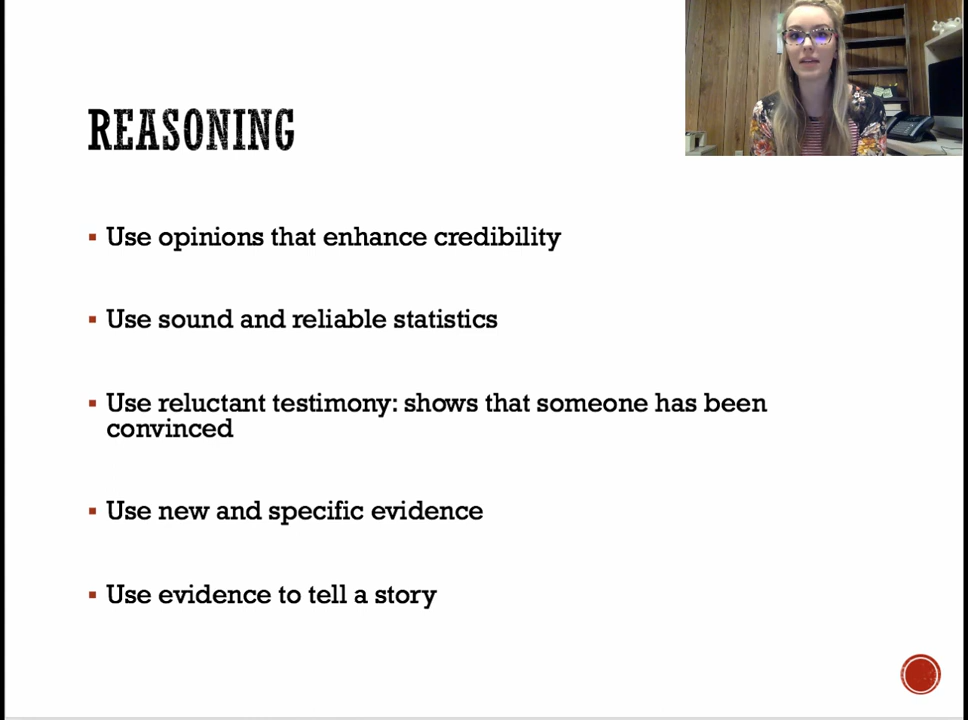 REASONING
Use opinions that enhance credibility
Use sound and reliable statistics
Use reluctant testimony: shows that someone has been
convinced
Use new and specific evidence
Use evidence to tell a story